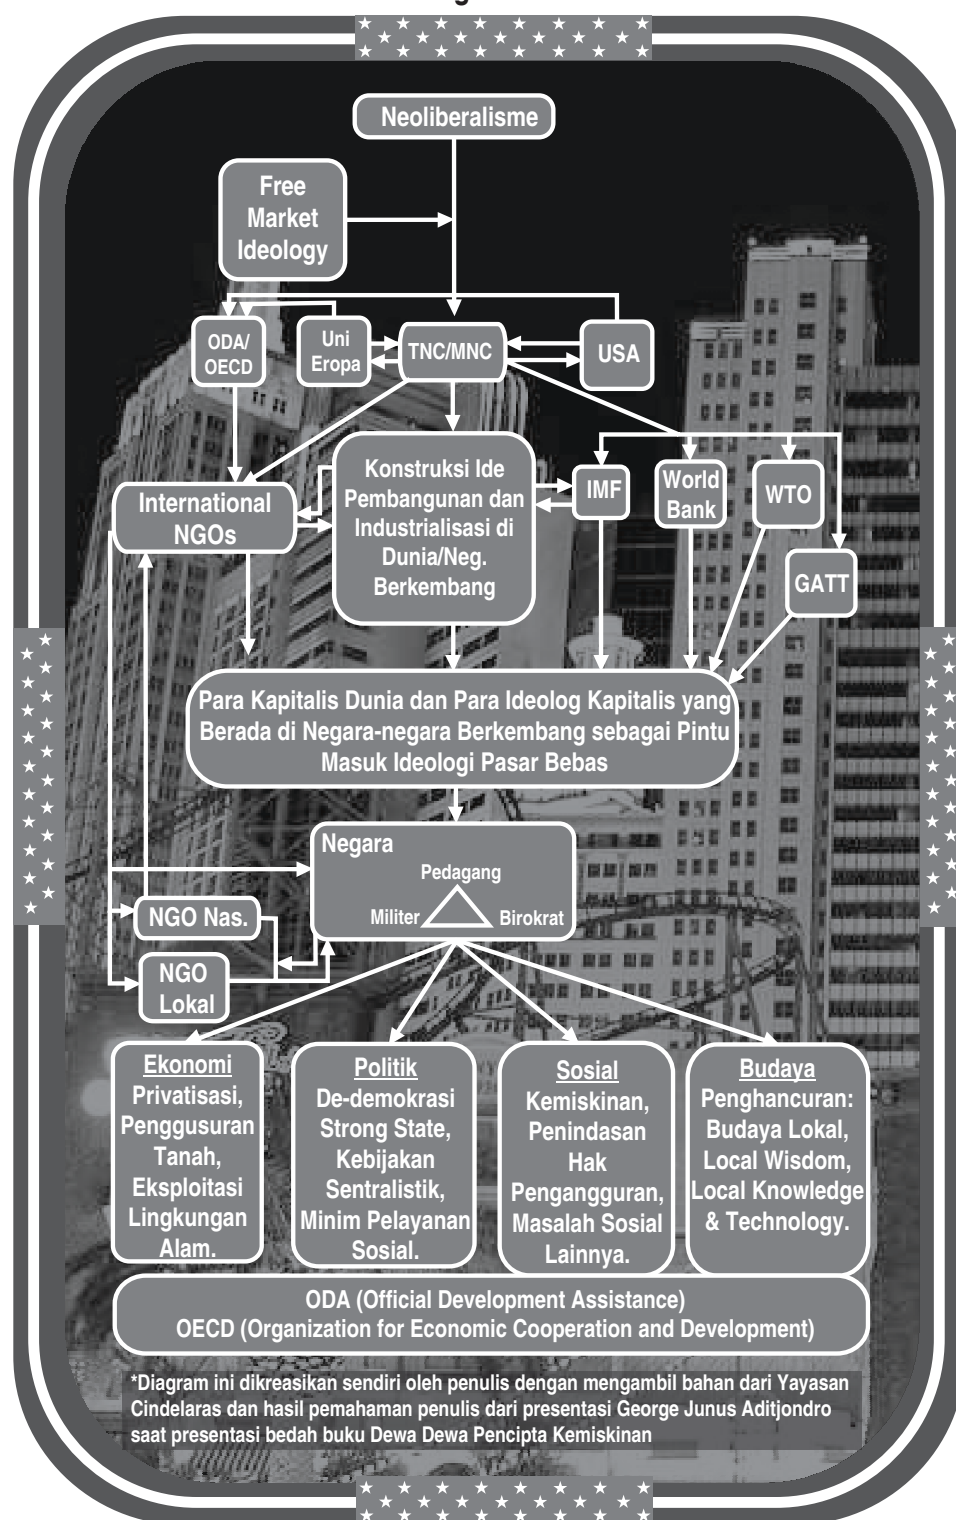 Neoliberalisme
Free
Market
Ideology
ODA/
OECD
Uni
Eropa
TNC/MNC
USA
International
NGOs
Konstruksi Ide
Pembangunan dan
Industrialisasi di
Dunia/Neg.
Berkembang
IMF
World
Bank
WTO
GATT
Para Kapitalis Dunia dan Para Ideolog Kapitalis yang
Berada di Negara-negara Berkembang sebagai Pintu
Masuk Ideologi Pasar Bebas
Negara
Pedagang
Militer
Birokrat
NGO Nas.
NGO
Lokal
Ekonomi
Privatisasi,
Penggusuran
Tanah,
Eksploitasi
Lingkungan
Alam.
Politik
De-demokrasi
Strong State,
Kebijakan
Sentralistik,
Minim Pelayanan
Sosial.
Sosial
Kemiskinan,
Penindasan
Hak
Pengangguran,
Masalah Sosial
Lainnya.
Budaya
Penghancuran:
Budaya Lokal,
Local Wisdom,
Local Knowledge
& Technology.
ODA (Official Development Assistance)
OECD (Organization for Economic Cooperation and Development)
*Diagram ini dikreasikan sendiri oleh penulis dengan mengambil bahan dari Yayasan
Cindelaras dan hasil pemahaman penulis dari presentasi George Junus Aditjondro
saat presentasi bedah buku Dewa Dewa Pencipta Kemiskinan